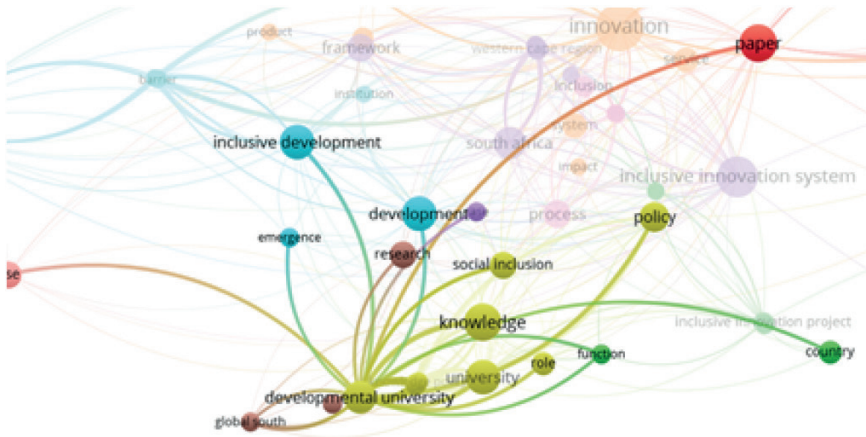 innovation
product
paper
framework
western cape region
service
barrier
inclusion
institution
system
inclusive development
south africa
impact
inclusive innovation system
development
process
policy
emergence
research
social inclusion
se
knowledge
inclusive innovation project
country
function
role
university
developmental university
global south